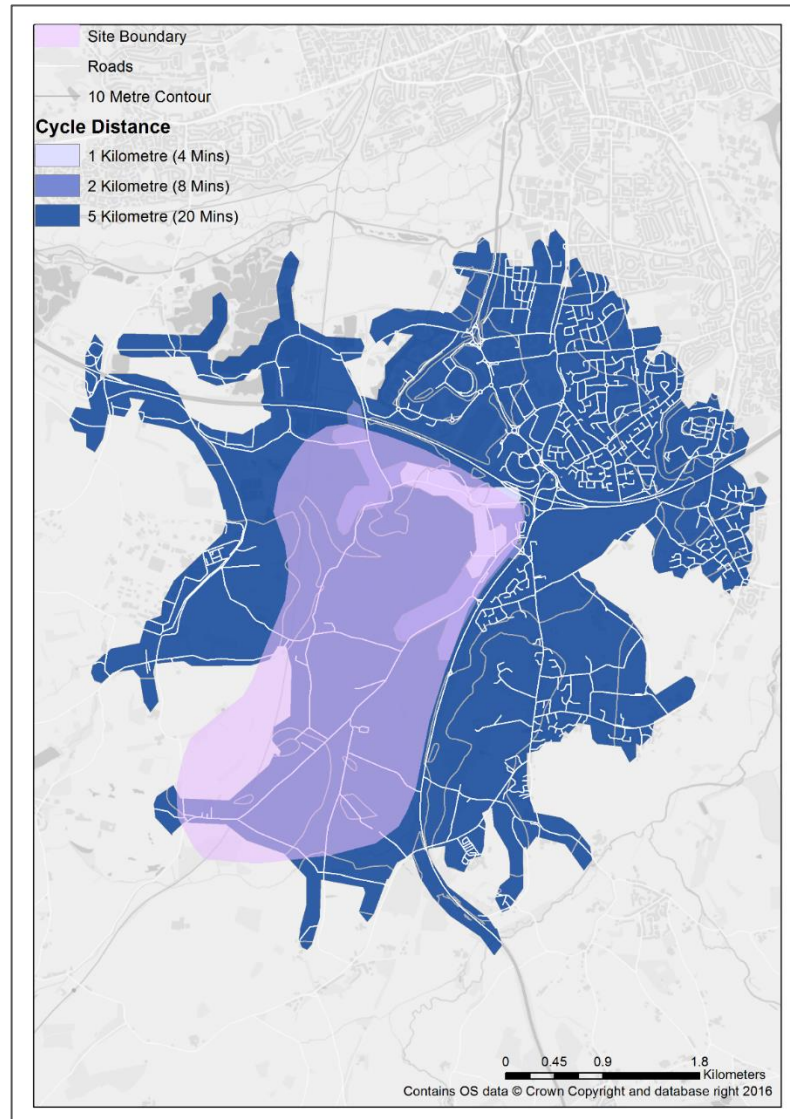 Site Boundary
Roads
10 Metre Contour
Cycle Distance
1 Kilometre (4 Mins)
2 Kilometre (8 Mins)
5 Kilometre (20 Mins)
0 0.45 0.9 1.8
Kilometers
Contains OS data © Crown Copyright and database right 2016